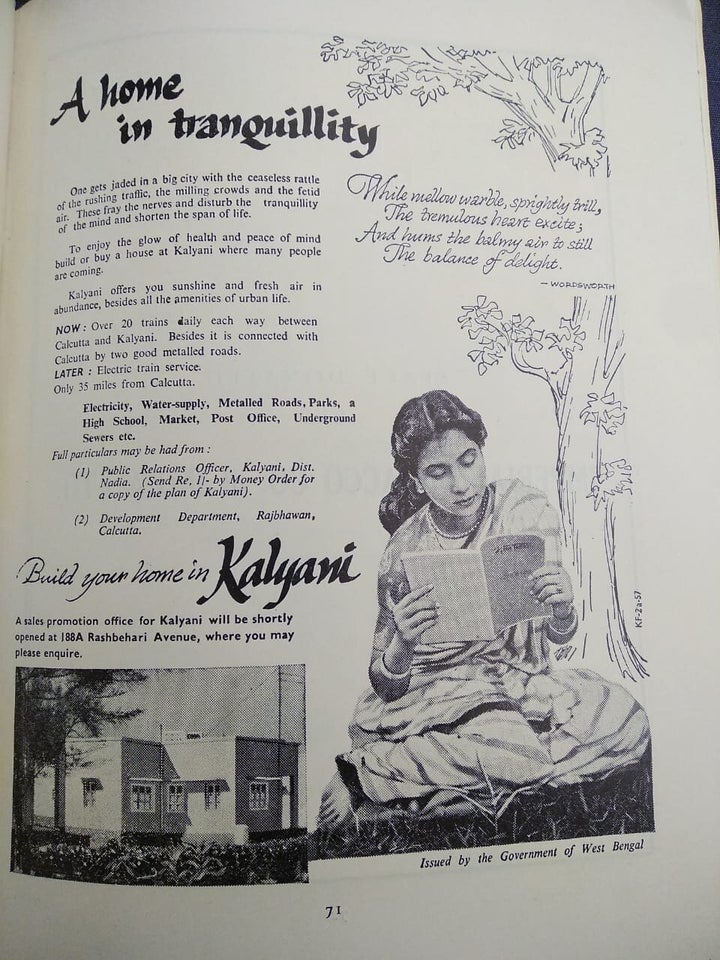 A home
in tranquillity
One gets jaded in a big city with the ceaseless rattle
of the rushing traffic, the milling crowds and the fetid
air. These fray the nerves and disturb the tranquillity
of the mind and shorten the span of life.
To enjoy the glow of health and peace of mind
build or buy a house at Kalyani where many people
are coming.
Kalyani offers you sunshine and fresh air in
abundance, besides all the amenities of urban life.
NOW : Over 20 trains daily each way between
Calcutta and Kalyani. Besides it is connected with
Calcutta by two good metalled roads.
LATER : Electric train service.
Only 35 miles from Calcutta.
Electricity, Water-supply, Metalled Roads, Parks, a
High School, Market, Post Office, Underground
Sewers etc.
Full particulars may be had from :
(1) Public Relations Officer, Kalyani, Dist.
Nadia. (Send Re. 1/- by Money Order for
a copy of the plan of Kalyani).
(2) Development Department, Rajbhawan,
Calcutta.
While mellow warble, sprightly trill,
The tremulous heart excite;
And hums the balmy air to still
The balance of delight.
— WORDSWORTH
Build your home in Kalyani
A sales promotion office for Kalyani will be shortly
opened at 188A Rashbehari Avenue, where you may
please enquire.
KF-2a-57
Issued by the Government of West Bengal
71